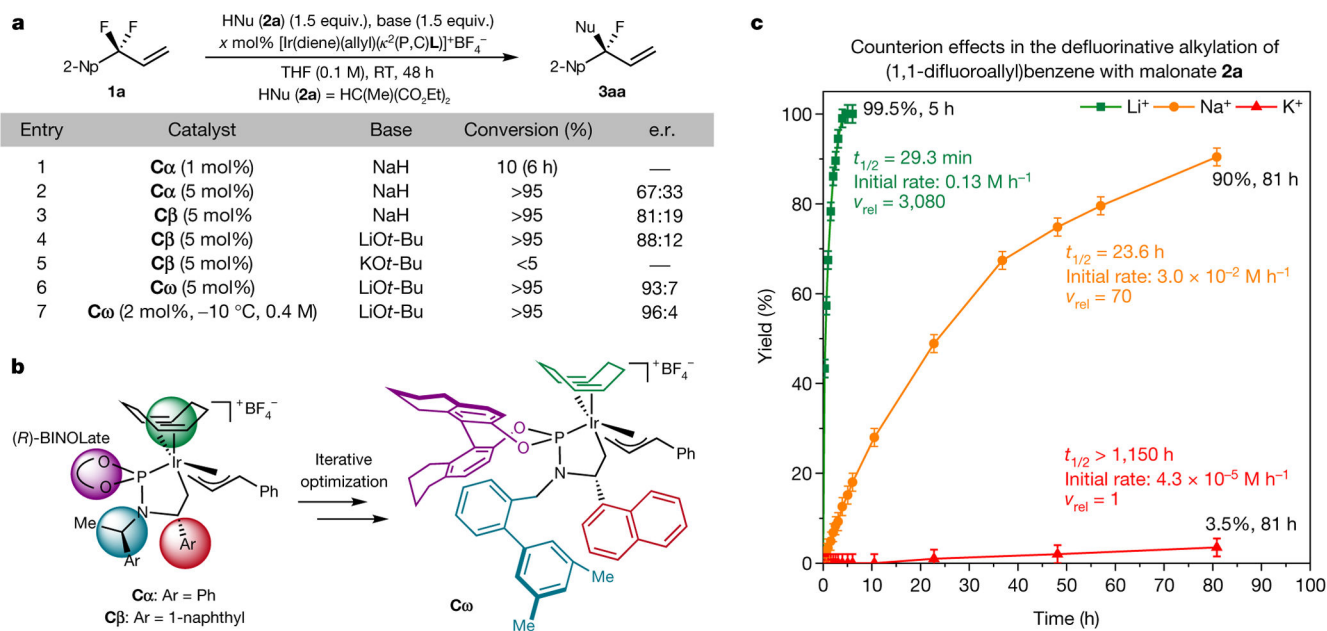 a
HNu (2a) (1.5 equiv.), base (1.5 equiv.)
x mol% [Ir(diene)(allyl)(κ²(P,C)L)]⁺BF₄⁻
THF (0.1 M), RT, 48 h
HNu (2a) = HC(Me)(CO₂Et)₂
F F
2-Np
1a
Nu F
2-Np
3aa
Entry Catalyst Base Conversion (%) e.r.
1 Cα (1 mol%) NaH 10 (6 h) —
2 Cα (5 mol%) NaH >95 67:33
3 Cβ (5 mol% NaH >95 81:19
4 Cβ (5 mol%) LiOt-Bu >95 88:12
5 Cβ (5 mol%) KOt-Bu <5 —
6 Cω (5 mol%) LiOt-Bu >95 93:7
7 Cω (2 mol%, −10 °C, 0.4 M) LiOt-Bu >95 96:4
b
⁺BF₄⁻
(R)-BINOLate
O
O
P
Ir
Ph
N
Me
Ar
Ar
Cα: Ar = Ph
Cβ: Ar = 1-naphthyl
Iterative
optimization
⁺BF₄⁻
Ir
O
O
P
Ph
N
Me
Me
Cω
c
Counterion effects in the defluorinative alkylation of
(1,1-difluoroallyl)benzene with malonate 2a
Li⁺ Na⁺ K⁺
99.5%, 5 h
t1/2 = 29.3 min
Initial rate: 0.13 M h⁻¹
vrel = 3,080
90%, 81 h
t1/2 = 23.6 h
Initial rate: 3.0 × 10⁻² M h⁻¹
vrel = 70
t1/2 > 1,150 h
Initial rate: 4.3 × 10⁻⁵ M h⁻¹
vrel = 1
3.5%, 81 h
Yield (%)
100
80
60
40
20
0
0 10 20 30 40 50 60 70 80 90 100
Time (h)